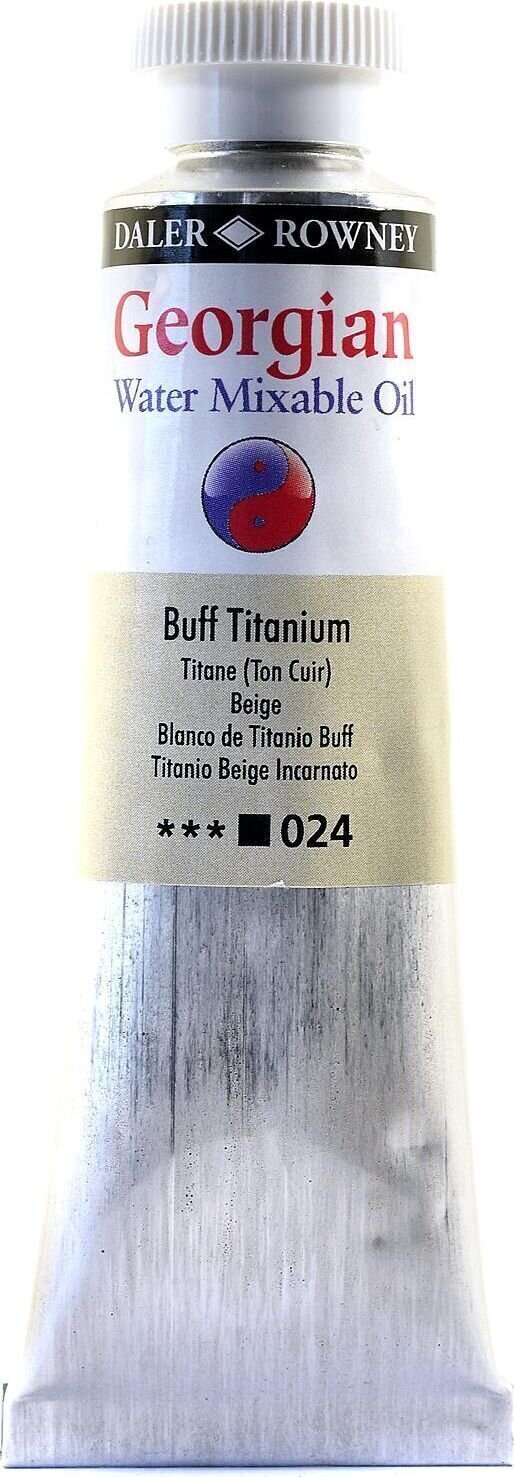 DALER ROWNEY
Georgian
Water Mixable Oil
Buff Titanium
Titane (Ton Cuir)
Beige
Blanco de Titanio Buff
Titanio Beige Incarnato
*** ■ 024